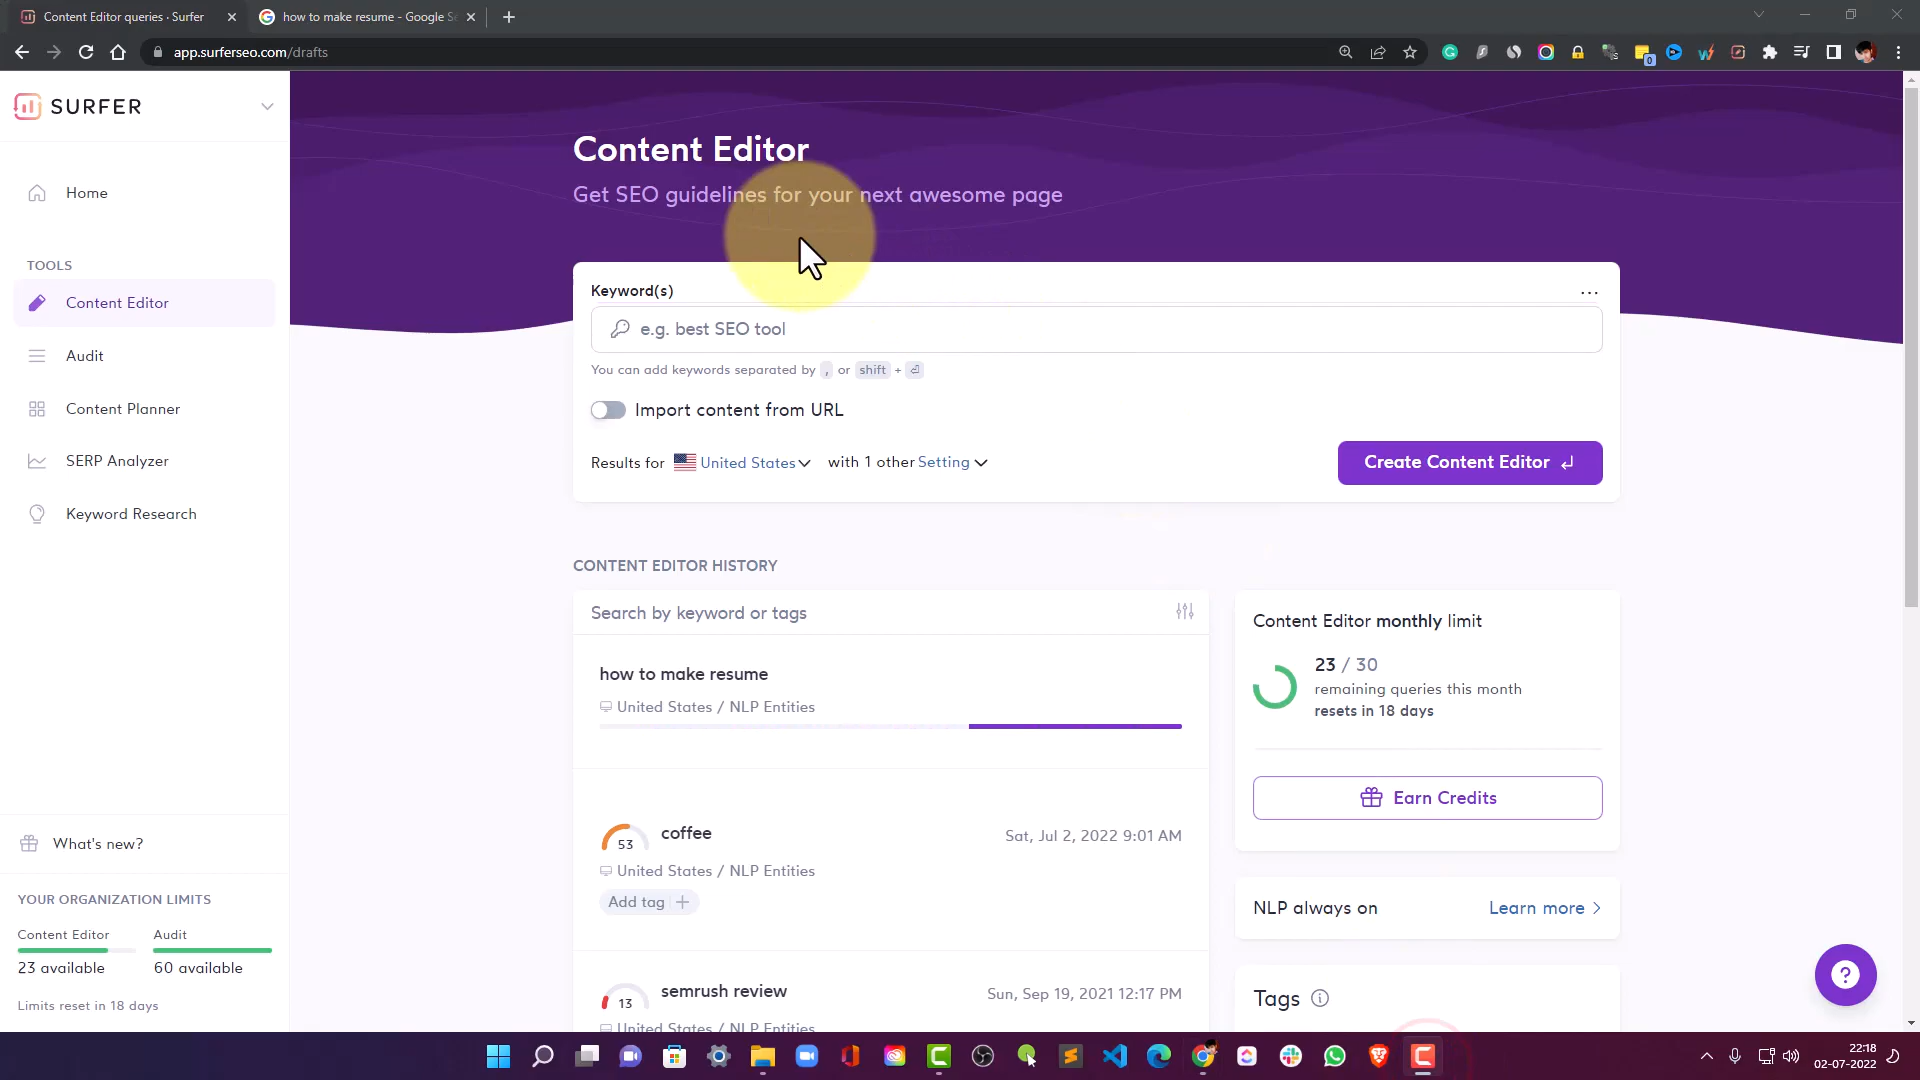 Content Editor queries · Surfer
how to make resume - Google Se
app.surferseo.com/drafts
0
SURFER
Home
TOOLS
Content Editor
Audit
Content Planner
SERP Analyzer
Keyword Research
What's new?
YOUR ORGANIZATION LIMITS
Content Editor
Audit
23 available
60 available
Limits reset in 18 days
Content Editor
Get SEO guidelines for your next awesome page
Keyword(s)
...
e.g. best SEO tool
You can add keywords separated by , or shift + ⏎
Import content from URL
Results for United States with 1 other Setting
Create Content Editor ↵
CONTENT EDITOR HISTORY
Search by keyword or tags
how to make resume
United States / NLP Entities
53
coffee
Sat, Jul 2, 2022 9:01 AM
United States / NLP Entities
Add tag +
13
semrush review
Sun, Sep 19, 2021 12:17 PM
United States / NLP Entities
Content Editor monthly limit
23 / 30
remaining queries this month
resets in 18 days
Earn Credits
NLP always on
Learn more >
Tags
?
22:18
02-07-2022